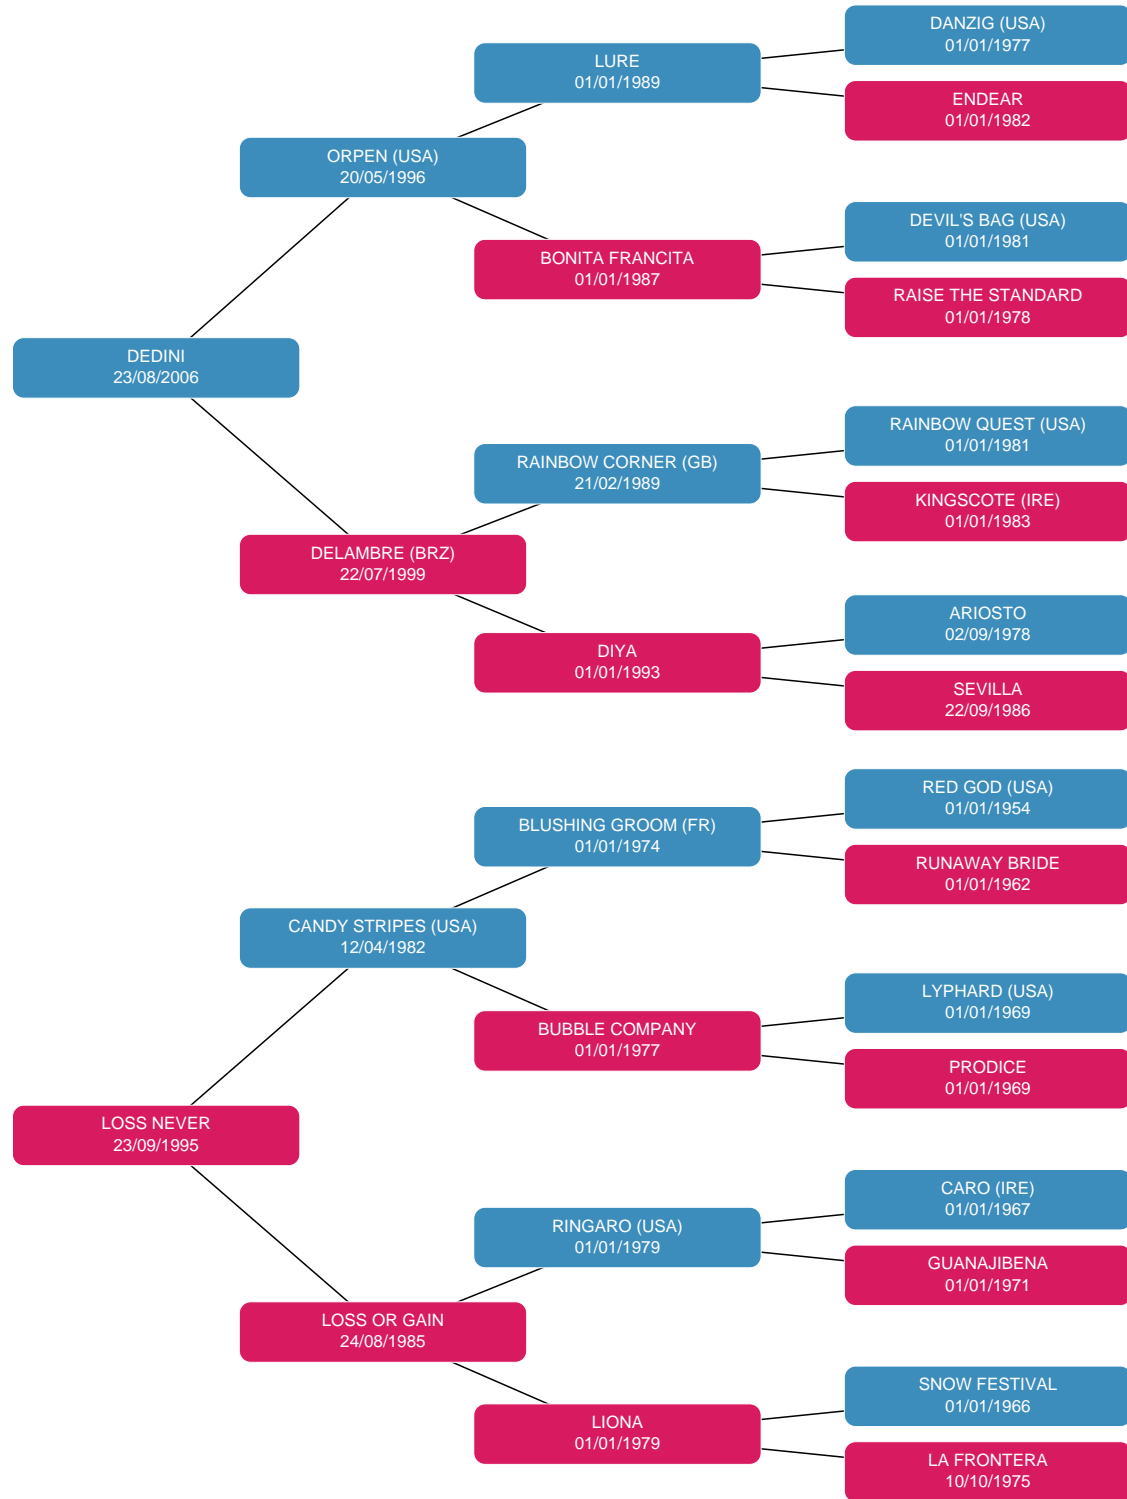 DANZIG (USA)
01/01/1977
LURE
01/01/1989
ENDEAR
01/01/1982
ORPEN (USA)
20/05/1996
DEVIL'S BAG (USA)
01/01/1981
BONITA FRANCITA
01/01/1987
RAISE THE STANDARD
01/01/1978
DEDINI
23/08/2006
RAINBOW QUEST (USA)
01/01/1981
RAINBOW CORNER (GB)
21/02/1989
KINGSCOTE (IRE)
01/01/1983
DELAMBRE (BRZ)
22/07/1999
ARIOSTO
02/09/1978
DIYA
01/01/1993
SEVILLA
22/09/1986
RED GOD (USA)
01/01/1954
BLUSHING GROOM (FR)
01/01/1974
RUNAWAY BRIDE
01/01/1962
CANDY STRIPES (USA)
12/04/1982
LYPHARD (USA)
01/01/1969
BUBBLE COMPANY
01/01/1977
PRODICE
01/01/1969
LOSS NEVER
23/09/1995
CARO (IRE)
01/01/1967
RINGARO (USA)
01/01/1979
GUANAJIBENA
01/01/1971
LOSS OR GAIN
24/08/1985
SNOW FESTIVAL
01/01/1966
LIONA
01/01/1979
LA FRONTERA
10/10/1975